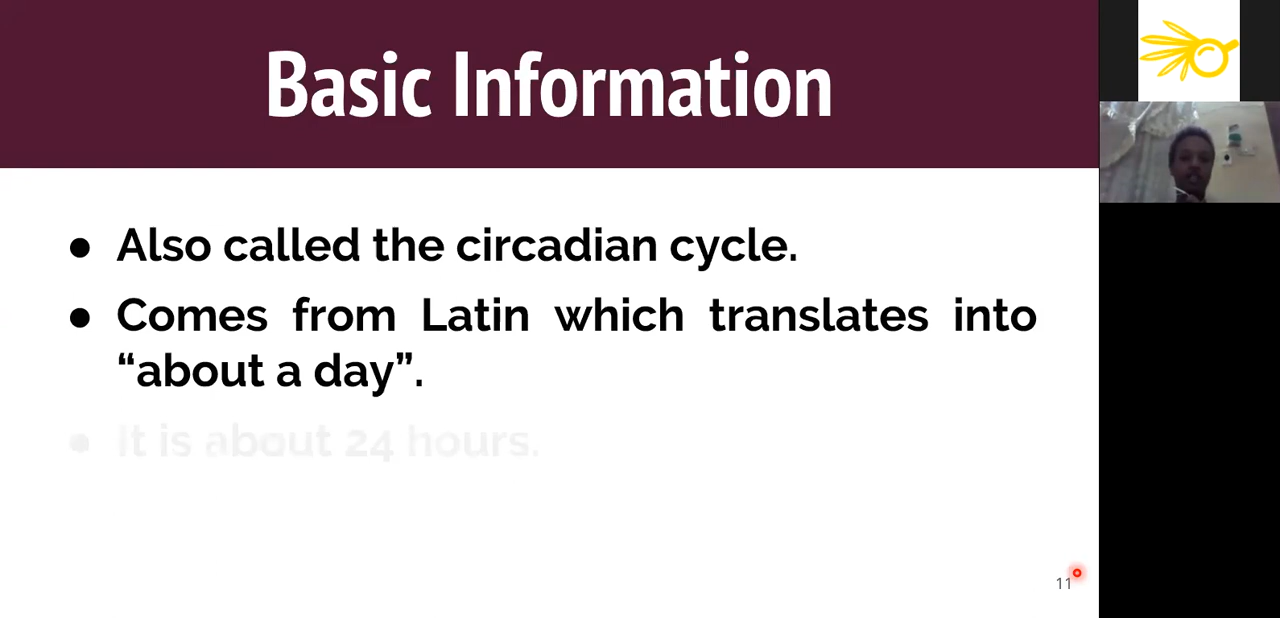 Basic Information
● Also called the circadian cycle.
● Comes from Latin which translates into
“about a day”.
● It is about 24 hours.
11